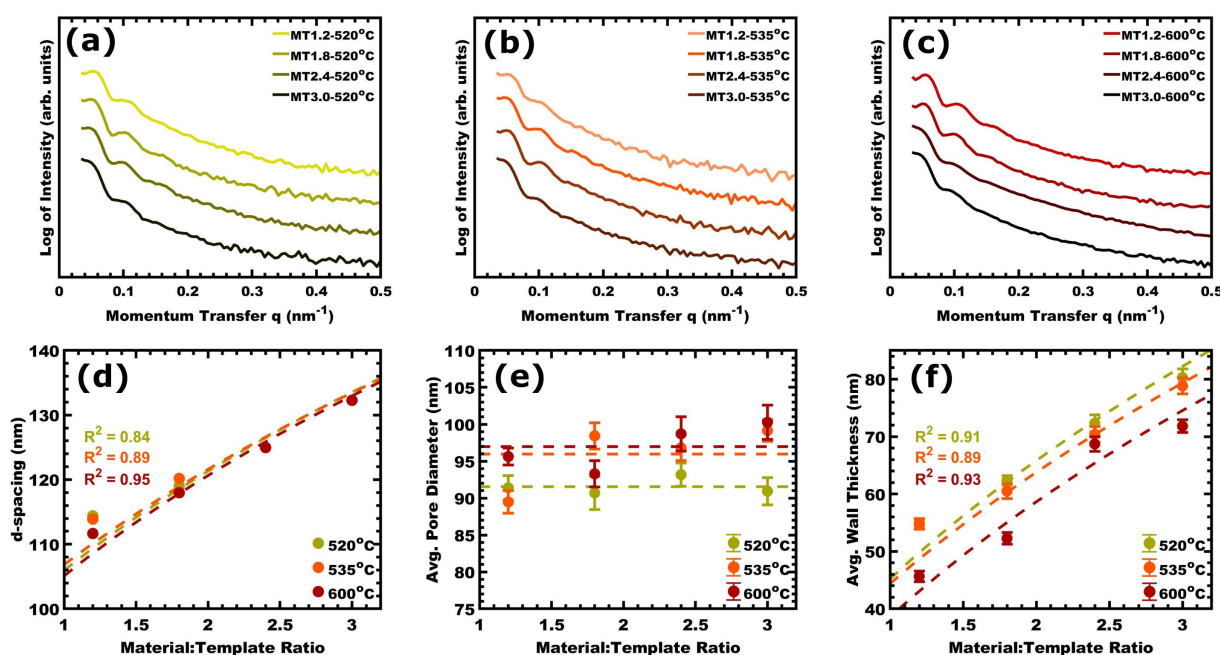 (a)
MT1.2-520°C
MT1.8-520°C
MT2.4-520°C
MT3.0-520°C
Log of Intensity (arb. units)
0 0.1 0.2 0.3 0.4 0.5
Momentum Transfer q (nm⁻¹)
(b)
MT1.2-535°C
MT1.8-535°C
MT2.4-535°C
MT3.0-535°C
Log of Intensity (arb. units)
0 0.1 0.2 0.3 0.4 0.5
Momentum Transfer q (nm⁻¹)
(c)
MT1.2-600°C
MT1.8-600°C
MT2.4-600°C
MT3.0-600°C
Log of Intensity (arb. units)
0 0.1 0.2 0.3 0.4 0.5
Momentum Transfer q (nm⁻¹)
(d)
140
130
120
110
100
d-spacing (nm)
R² = 0.84
R² = 0.89
R² = 0.95
520°C
535°C
600°C
1 1.5 2 2.5 3
Material:Template Ratio
(e)
110
105
100
95
90
85
80
75
Avg. Pore Diameter (nm)
520°C
535°C
600°C
1 1.5 2 2.5 3
Material:Template Ratio
(f)
80
70
60
50
40
Avg. Wall Thickness (nm)
R² = 0.91
R² = 0.89
R² = 0.93
520°C
535°C
600°C
1 1.5 2 2.5 3
Material:Template Ratio